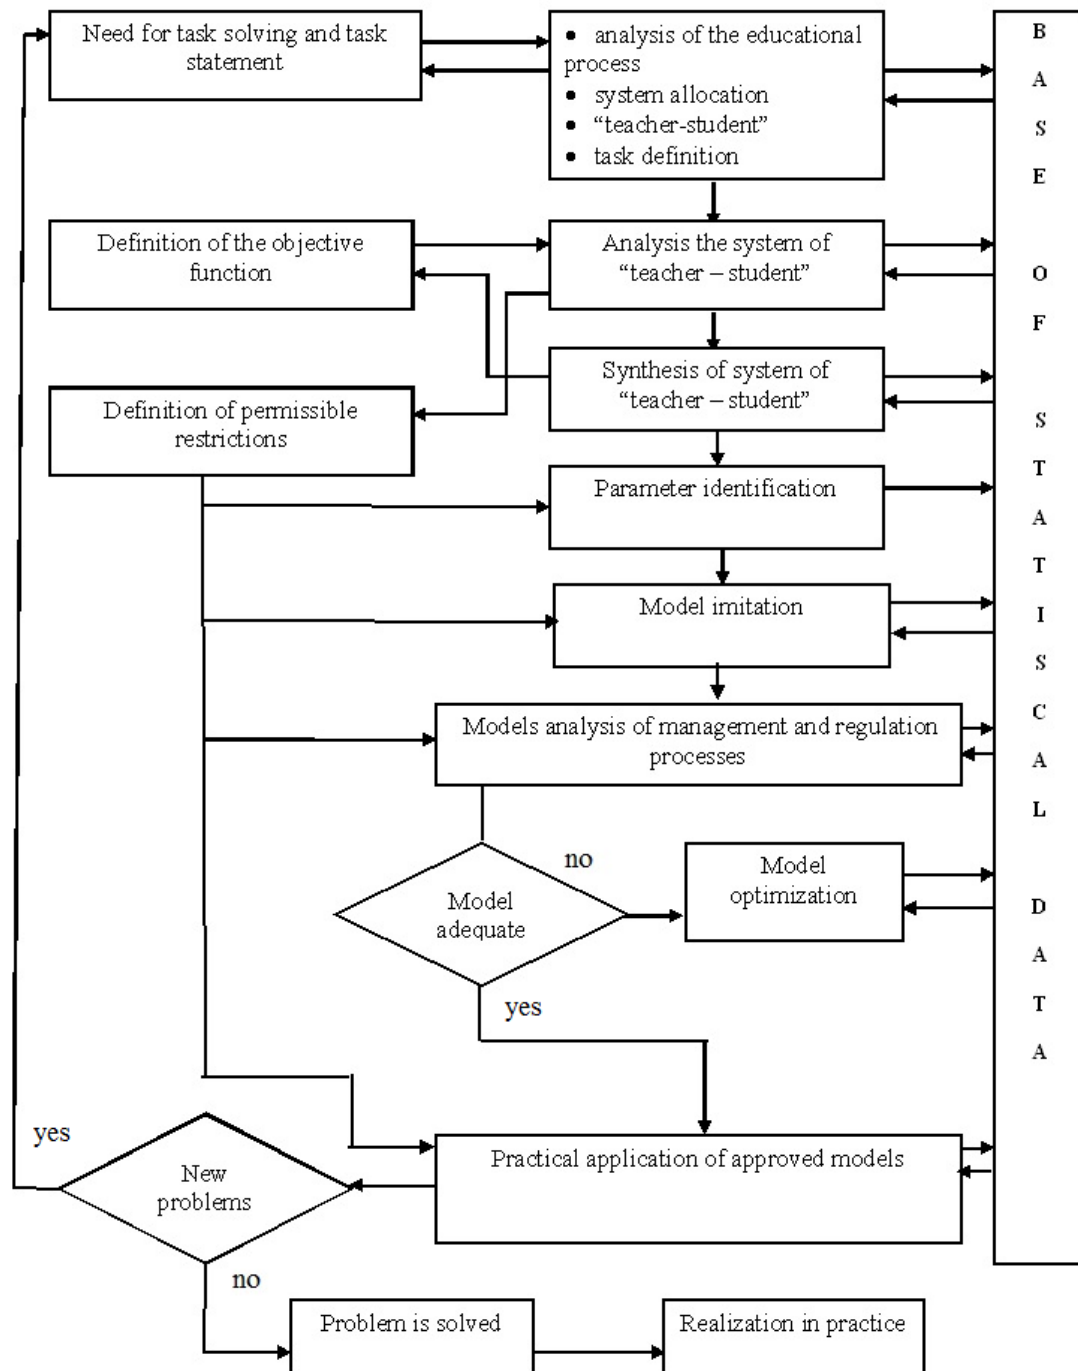 Need for task solving and task
statement
• analysis of the educational
process
• system allocation
• “teacher-student”
• task definition
Definition of the objective
function
Analysis the system of
“teacher – student”
Synthesis of system of
“teacher – student”
Definition of permissible
restrictions
Parameter identification
Model imitation
Models analysis of management and regulation
processes
no
Model
adequate
Model
optimization
yes
yes
Practical application of approved models
New
problems
no
Problem is solved
Realization in practice
B
A
S
E
O
F
S
T
A
T
I
S
C
A
L
D
A
T
A